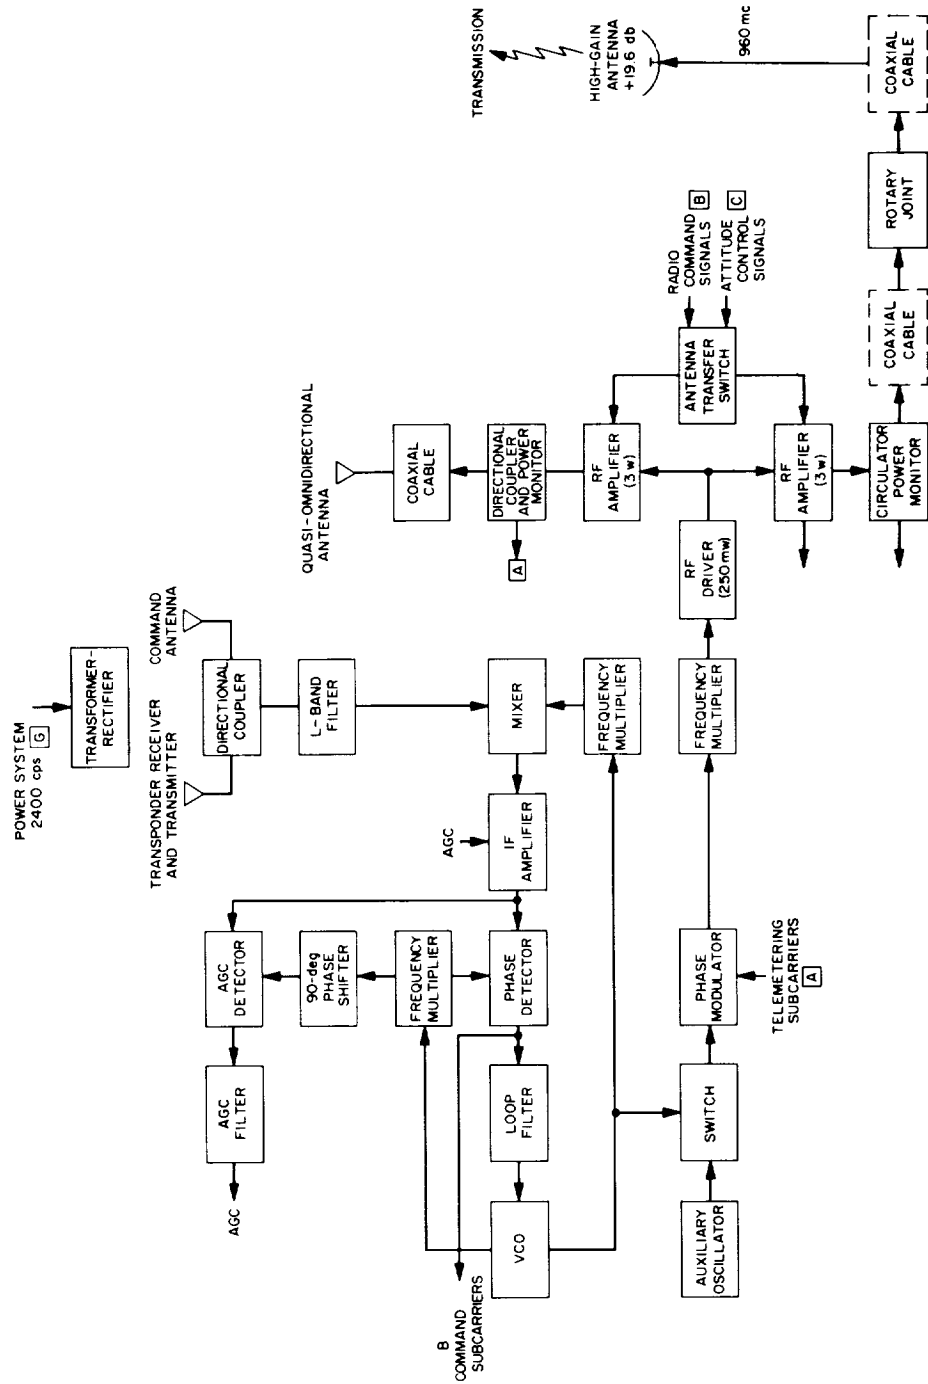 POWER SYSTEM
2400 cps G
TRANSFORMER-
RECTIFIER
TRANSPONDER RECEIVER
AND TRANSMITTER
COMMAND
ANTENNA
DIRECTIONAL
COUPLER
L-BAND
FILTER
QUASI-OMNIDIRECTIONAL
ANTENNA
COAXIAL
CABLE
TRANSMISSION
HIGH-GAIN
ANTENNA
+19.6 db
960 mc
AGC
AGC
FILTER
AGC
DETECTOR
90-deg
PHASE
SHIFTER
FREQUENCY
MULTIPLIER
B
COMMAND
SUBCARRIERS
VCO
LOOP
FILTER
PHASE
DETECTOR
AGC
IF
AMPLIFIER
MIXER
FREQUENCY
MULTIPLIER
A
DIRECTIONAL
COUPLER
AND POWER
MONITOR
RF
AMPLIFIER
(3 w)
RADIO
COMMAND B
SIGNALS
ATTITUDE
CONTROL C
SIGNALS
ANTENNA
TRANSFER
SWITCH
AUXILIARY
OSCILLATOR
SWITCH
PHASE
MODULATOR
TELEMETERING
SUBCARRIERS
A
FREQUENCY
MULTIPLIER
RF
DRIVER
(250 mw)
RF
AMPLIFIER
(3 w)
CIRCULATOR
POWER
MONITOR
COAXIAL
CABLE
ROTARY
JOINT
COAXIAL
CABLE